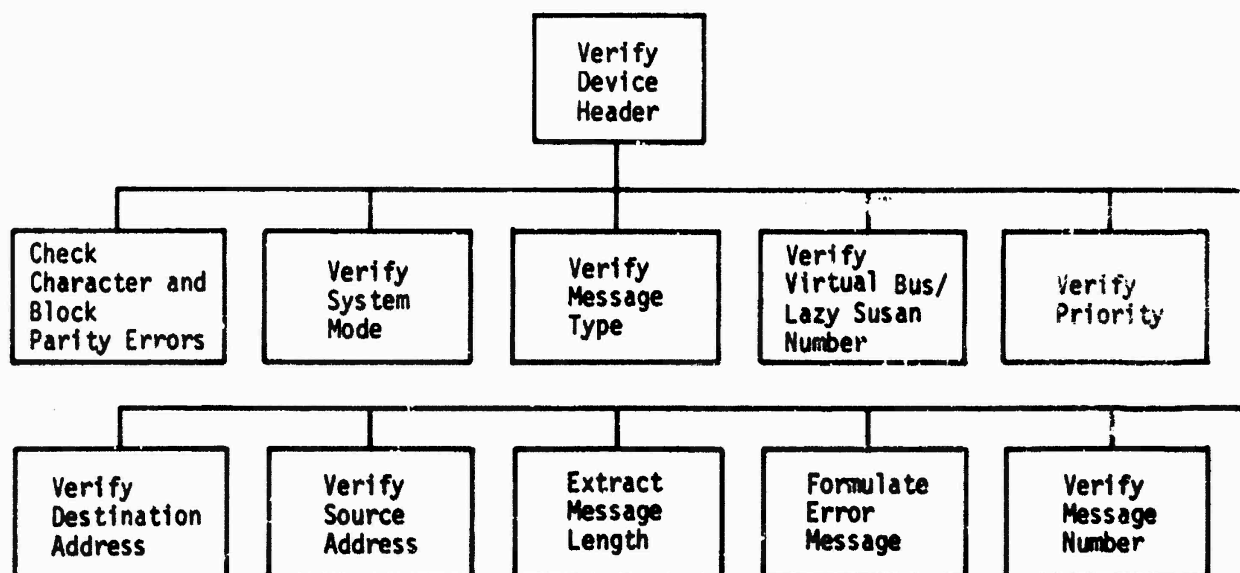 Verify
Device
Header
Check
Character and
Block
Parity Errors
Verify
System
Mode
Verify
Message
Type
Verify
Virtual Bus/
Lazy Susan
Number
Verify
Priority
Verify
Destination
Address
Verify
Source
Address
Extract
Message
Length
Formulate
Error
Message
Verify
Message
Number